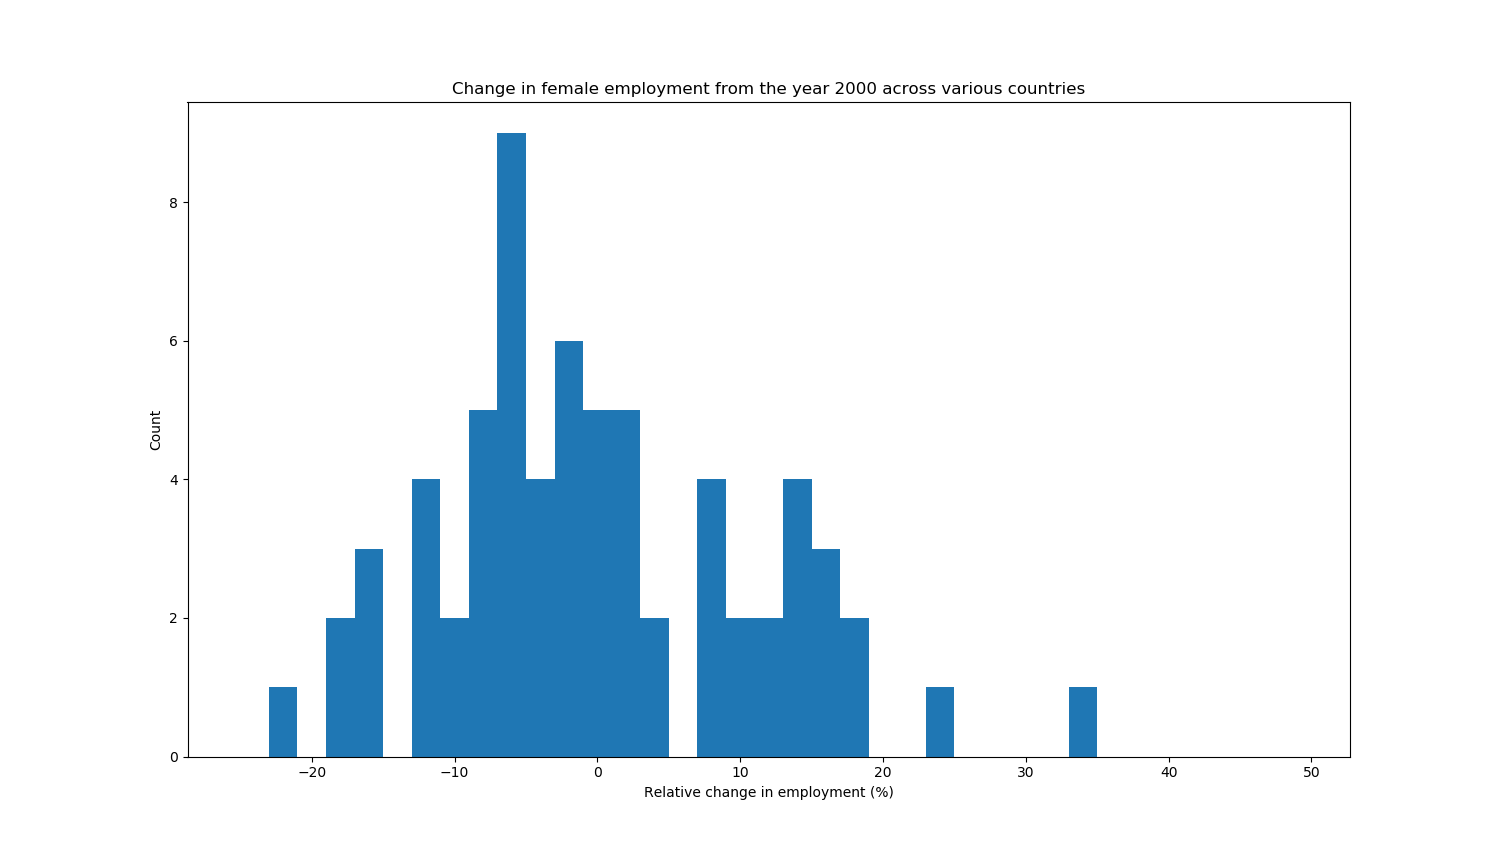 Change in female employment from the year 2000 across various countries
8
6
4
2
0
Count
−20 −10 0 10 20 30 40 50
Relative change in employment (%)